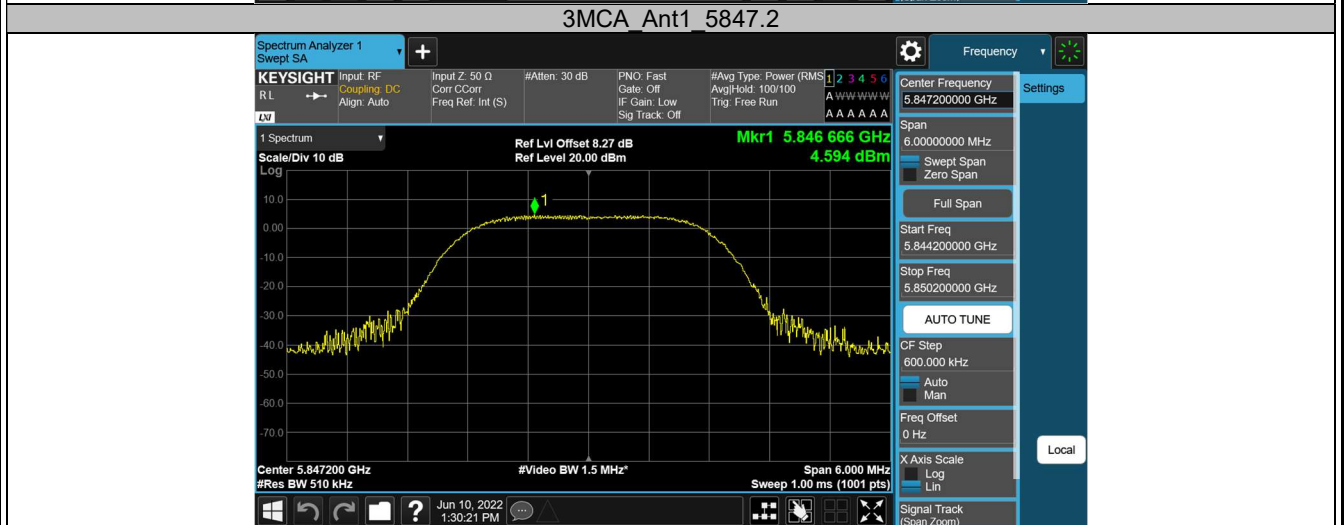 3MCA_Ant1_5847.2
Spectrum Analyzer 1
Swept SA
+
Frequency
KEYSIGHT
R L
LXI
Input: RF
Coupling: DC
Align: Auto
Input Z: 50 Ω
Corr CCorr
Freq Ref: Int (S)
#Atten: 30 dB
PNO: Fast
Gate: Off
IF Gain: Low
Sig Track: Off
#Avg Type: Power (RMS
Avg|Hold: 100/100
Trig: Free Run
1 2 3 4 5 6
A W W W W W
A A A A A A
1 Spectrum
Scale/Div 10 dB
Log
Ref Lvl Offset 8.27 dB
Ref Level 20.00 dBm
Mkr1 5.846 666 GHz
4.594 dBm
1
10.0
0.00
-10.0
-20.0
-30.0
-40.0
-50.0
-60.0
-70.0
Center 5.847200 GHz
#Res BW 510 kHz
#Video BW 1.5 MHz*
Span 6.000 MHz
Sweep 1.00 ms (1001 pts)
Center Frequency
5.847200000 GHz
Settings
Span
6.00000000 MHz
Swept Span
Zero Span
Full Span
Start Freq
5.844200000 GHz
Stop Freq
5.850200000 GHz
AUTO TUNE
CF Step
600.000 kHz
Auto
Man
Freq Offset
0 Hz
X Axis Scale
Log
Lin
Local
Signal Track
(Span Zoom)
?
Jun 10, 2022
1:30:21 PM